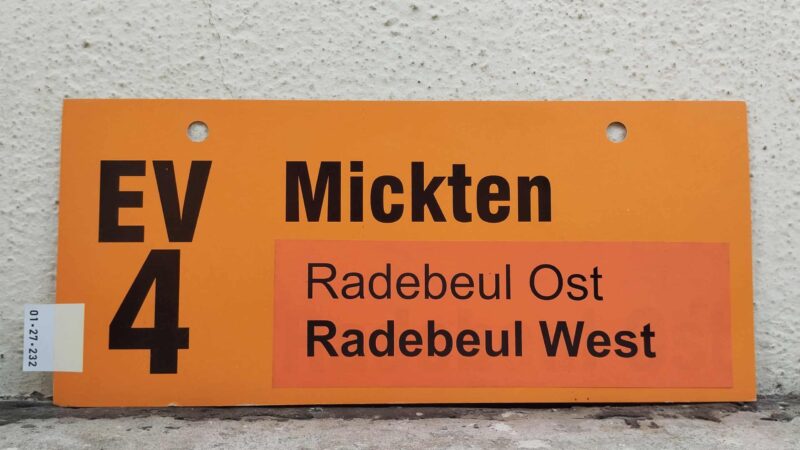 EV
4
Mickten
Radebeul Ost
Radebeul West
01•27•232